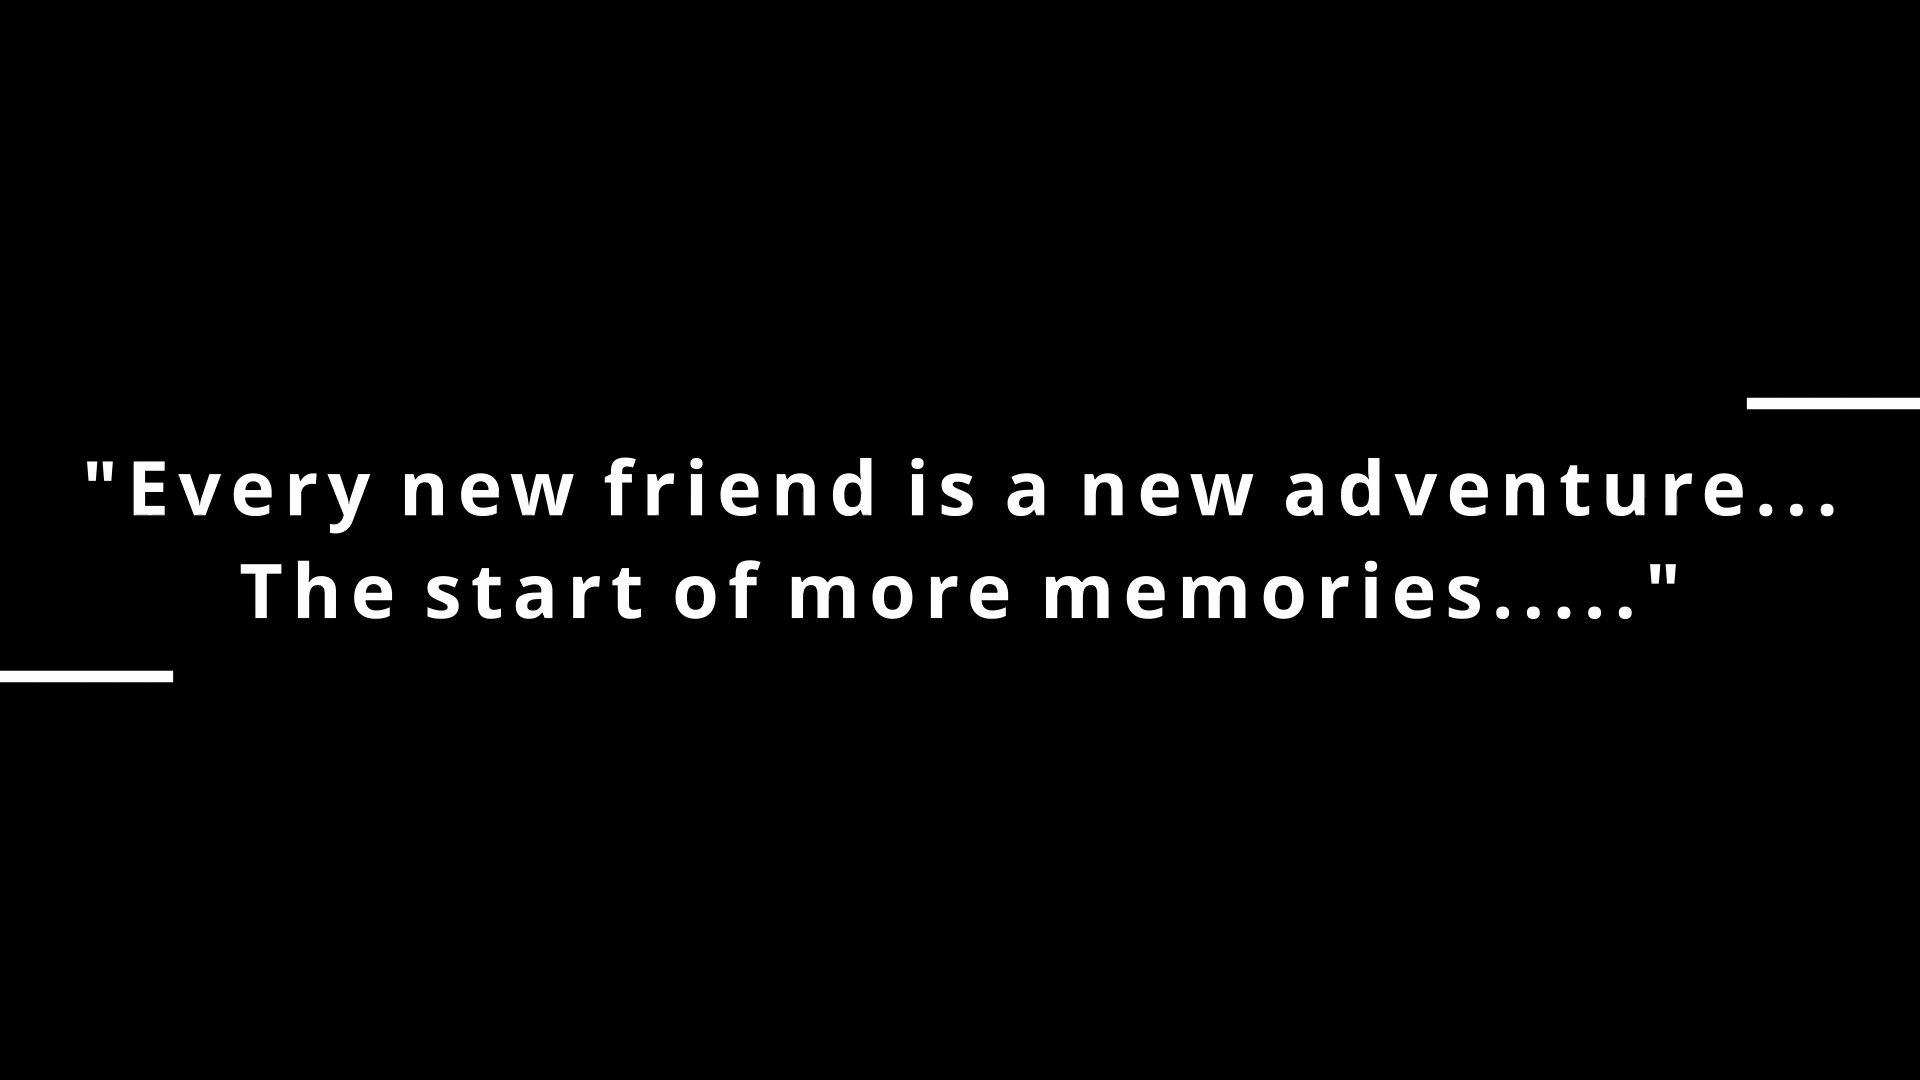 "Every new friend is a new adventure...
The start of more memories....."